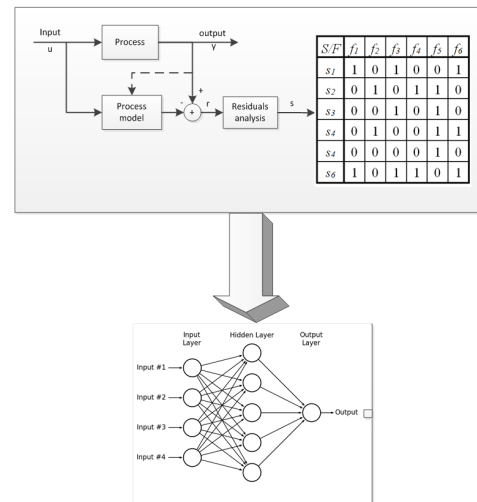 Input
u
Process
output
y
Process
model
-
+
+
r
Residuals
analysis
s
S/F f1 f2 f3 f4 f5 f6
s1 1 0 1 0 0 1
s2 0 1 0 1 1 0
s3 0 0 1 0 1 0
s4 0 1 0 0 1 1
s4 0 0 0 0 1 0
s6 1 0 1 1 0 1
Input
Layer
Hidden Layer
Output
Layer
Input #1
Input #2
Input #3
Input #4
Output